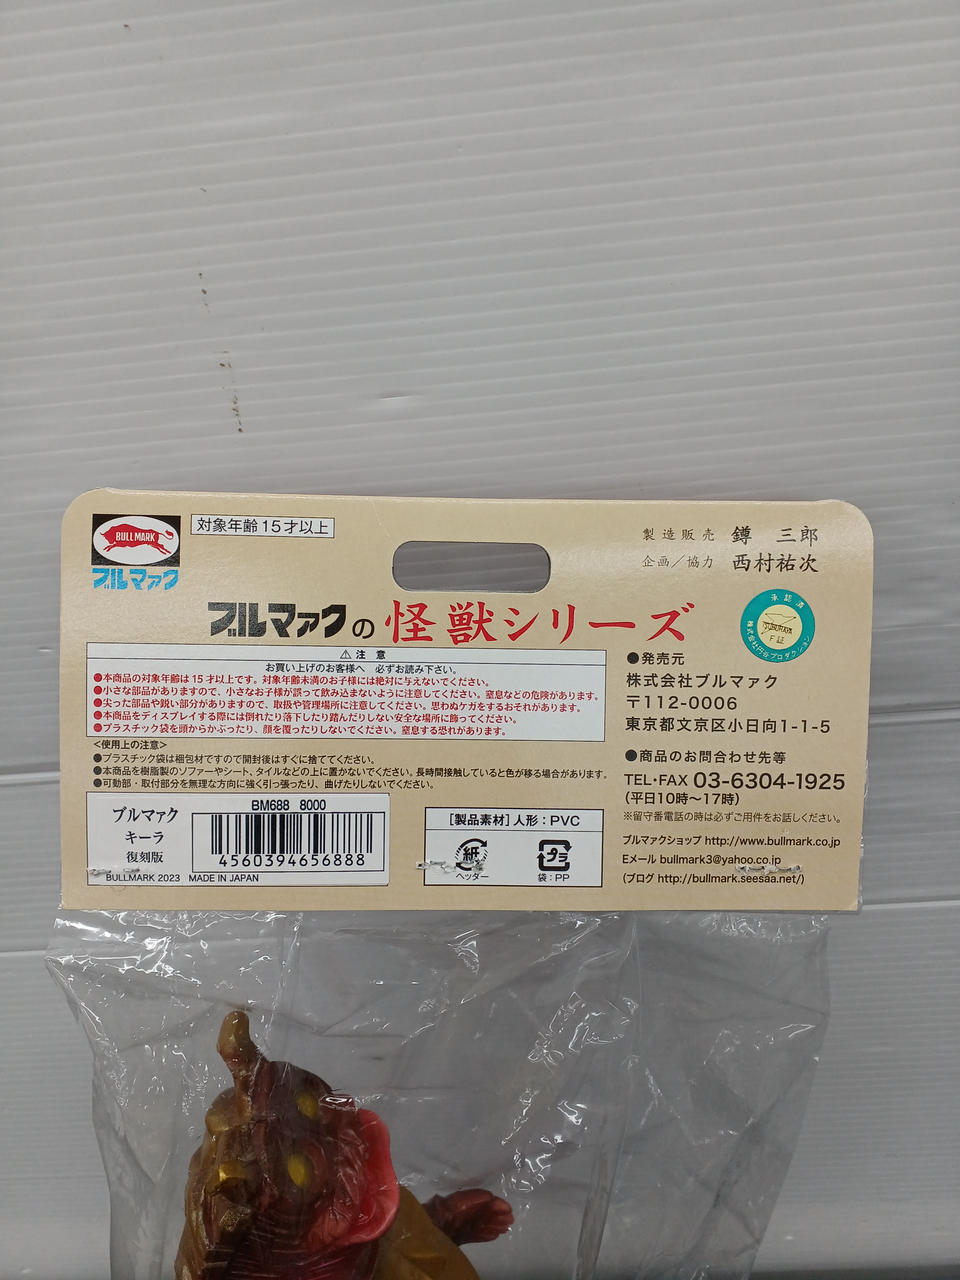 BULLMARK
ブルマァク
対象年齢15才以上
製造販売 鐏 三郎
企画／協力 西村祐次
ブルマァクの怪獣シリーズ
承認済
TSUBURAYA
F証
株式会社円谷プロダクション
⚠注 意
お買い上げのお客様へ 必ずお読み下さい。
●本商品の対象年齢は15才以上です。対象年齢未満のお子様には絶対に与えないでください。
●小さな部品がありますので、小さなお子様が誤って飲み込まないように注意してください。窒息などの危険があります。
●尖った部品や鋭い部分がありますので、取扱や管理場所に注意してください。思わぬケガをするおそれがあります。
●本商品をディスプレイする際には倒れたり落下したり踏んだりしない安全な場所に飾ってください。
●プラスチック袋を頭からかぶったり、顔を覆ったりしないでください。窒息する恐れがあります。
<使用上の注意>
●プラスチック袋は梱包材ですので開封後はすぐに捨ててください。
●本商品を樹脂製のソファーやシート、タイルなどの上に置かないでください。長時間接触していると色が移る場合があります。
●可動部・取付部分を無理な方向に強く引っ張ったり、曲げたりしないでください。
ブルマァク
キーラ
復刻版
BM688 8000
4560394656888
BULLMARK 2023 MADE IN JAPAN
［製品素材］人形：PVC
紙
ヘッダー
プラ
袋：PP
●発売元
株式会社ブルマァク
〒112-0006
東京都文京区小日向1-1-5
●商品のお問合わせ先等
TEL・FAX 03-6304-1925
(平日10時～17時)
※留守番電話の時は必ずご用件をお話しください。
ブルマァクショップ http://www.bullmark.co.jp
Eメール bullmark3@yahoo.co.jp
(ブログ http://bullmark.seesaa.net/)